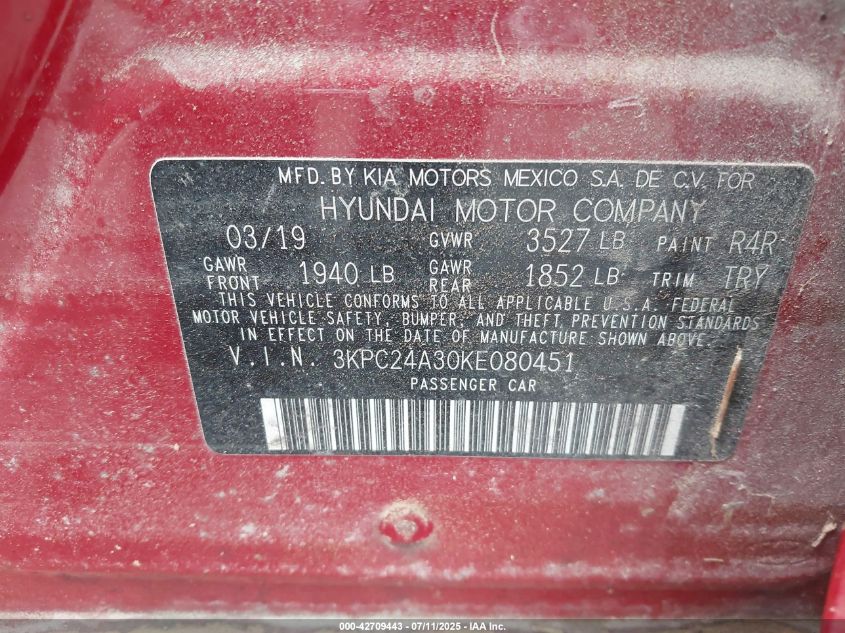 MFD. BY KIA MOTORS MEXICO S.A. DE C.V. FOR
HYUNDAI MOTOR COMPANY
03/19 GVWR 3527 LB PAINT R4R
GAWR FRONT 1940 LB GAWR REAR 1852 LB TRIM TRY
THIS VEHICLE CONFORMS TO ALL APPLICABLE U.S.A. FEDERAL
MOTOR VEHICLE SAFETY, BUMPER, AND THEFT PREVENTION STANDARDS
IN EFFECT ON THE DATE OF MANUFACTURE SHOWN ABOVE.
V.I.N. 3KPC24A30KE080451
PASSENGER CAR
000-42709443 - 07/11/2025 - IAA Inc.